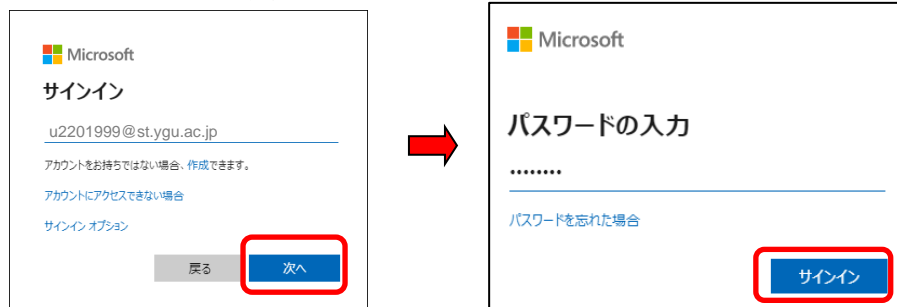 Microsoft
サインイン
u2201999@st.ygu.ac.jp
アカウントをお持ちではない場合、作成できます。
アカウントにアクセスできない場合
サインイン オプション
戻る
次へ
Microsoft
パスワードの入力
••••••••
パスワードを忘れた場合
サインイン